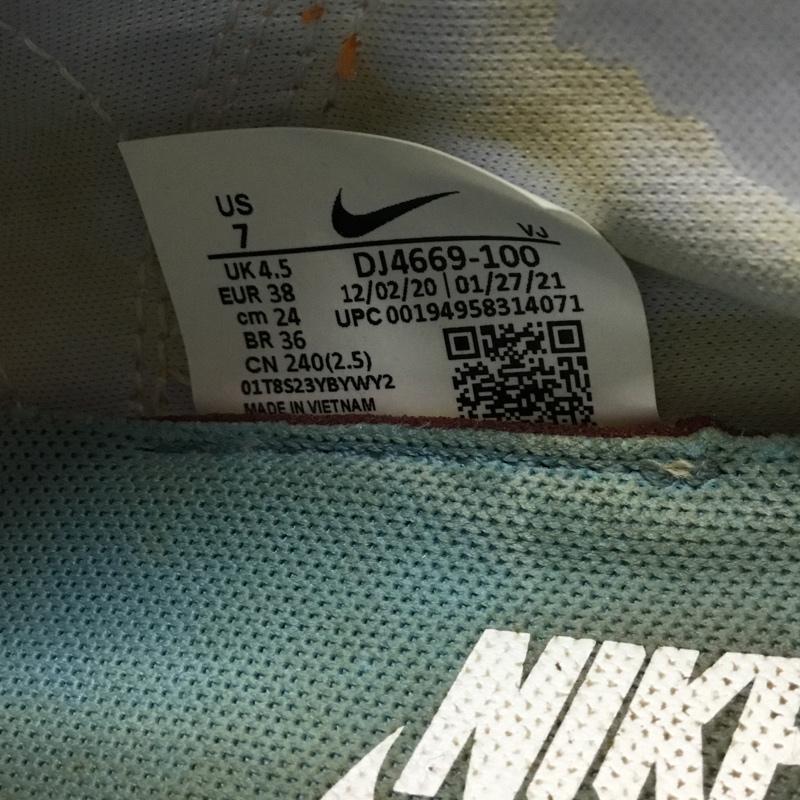 US
7
VJ
UK 4.5
EUR 38
cm 24
BR 36
CN 240(2.5)
01T8S23YBYWY2
MADE IN VIETNAM
DJ4669-100
12/02/20 | 01/27/21
UPC 00194958314071
NIKE